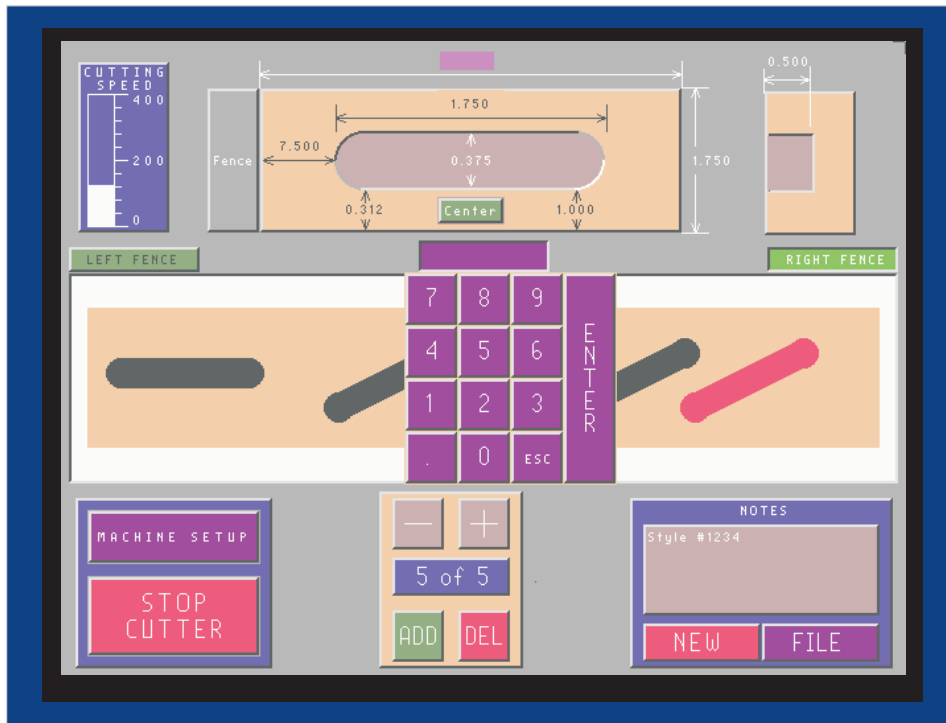 CUTTING
SPEED
400
200
0
Fence
1.750
7.500
0.375
0.312
Center
1.000
1.750
0.500
LEFT FENCE
RIGHT FENCE
7 8 9
4 5 6
1 2 3
. 0 ESC
ENTER
MACHINE SETUP
STOP
CUTTER
− +
5 of 5
ADD DEL
NOTES
Style #1234
NEW FILE